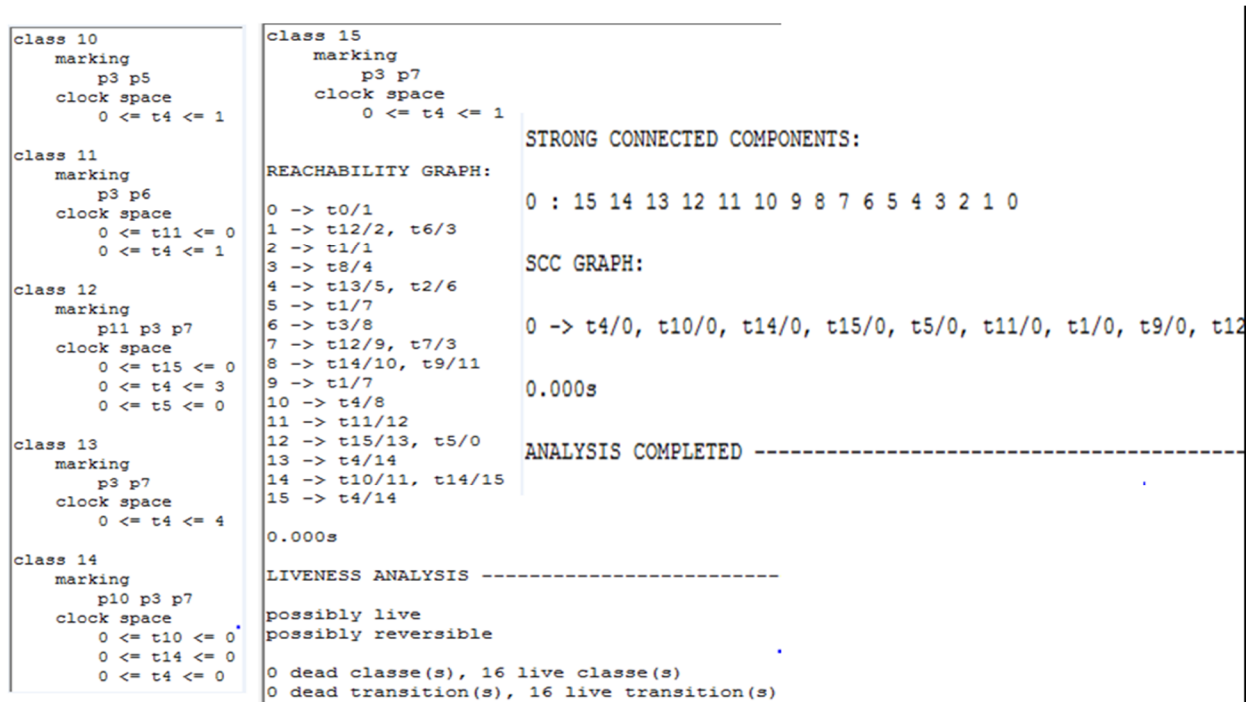 class 10
marking
p3 p5
clock space
0 <= t4 <= 1
class 11
marking
p3 p6
clock space
0 <= t11 <= 0
0 <= t4 <= 1
class 12
marking
p11 p3 p7
clock space
0 <= t15 <= 0
0 <= t4 <= 3
0 <= t5 <= 0
class 13
marking
p3 p7
clock space
0 <= t4 <= 4
class 14
marking
p10 p3 p7
clock space
0 <= t10 <= 0
0 <= t14 <= 0
0 <= t4 <= 0
class 15
marking
p3 p7
clock space
0 <= t4 <= 1
REACHABILITY GRAPH:
0 -> t0/1
1 -> t12/2, t6/3
2 -> t1/1
3 -> t8/4
4 -> t13/5, t2/6
5 -> t1/7
6 -> t3/8
7 -> t12/9, t7/3
8 -> t14/10, t9/11
9 -> t1/7
10 -> t4/8
11 -> t11/12
12 -> t15/13, t5/0
13 -> t4/14
14 -> t10/11, t14/15
15 -> t4/14
0.000s
LIVENESS ANALYSIS --------------------------
possibly live
possibly reversible
0 dead classe(s), 16 live classe(s)
0 dead transition(s), 16 live transition(s)
STRONG CONNECTED COMPONENTS:
0 : 15 14 13 12 11 10 9 8 7 6 5 4 3 2 1 0
SCC GRAPH:
0 -> t4/0, t10/0, t14/0, t15/0, t5/0, t11/0, t1/0, t9/0, t12
0.000s
ANALYSIS COMPLETED ---------------------------------------